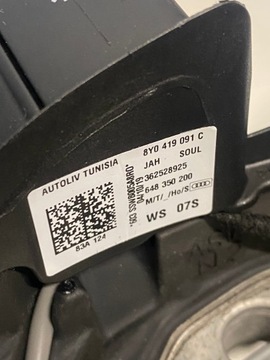 AUTOLIV TUNISIA
83A 124
8Y0 419 091 C
JAH SOUL
362528925
648 350 200
M/T/_/Ho/S
WS 07S